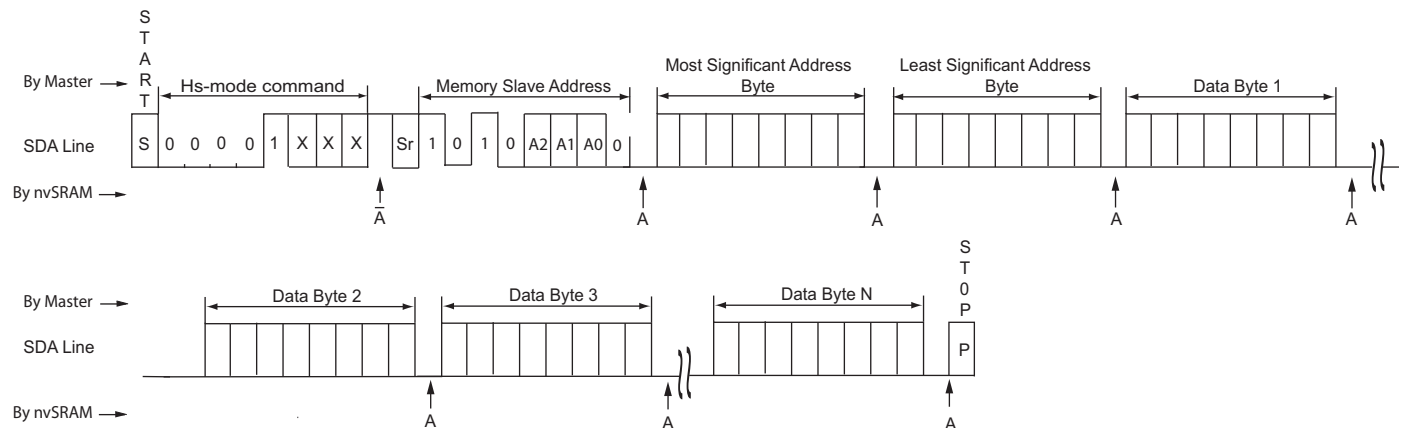 START
By Master
Hs-mode command
Memory Slave Address
Most Significant Address
Byte
Least Significant Address
Byte
Data Byte 1
SDA Line
S 0 0 0 0 1 X X X Sr 1 0 1 0 A2 A1 A0 0
By nvSRAM
A̅ A A A A
ST0P
By Master
Data Byte 2
Data Byte 3
Data Byte N
SDA Line
P
By nvSRAM
A A A